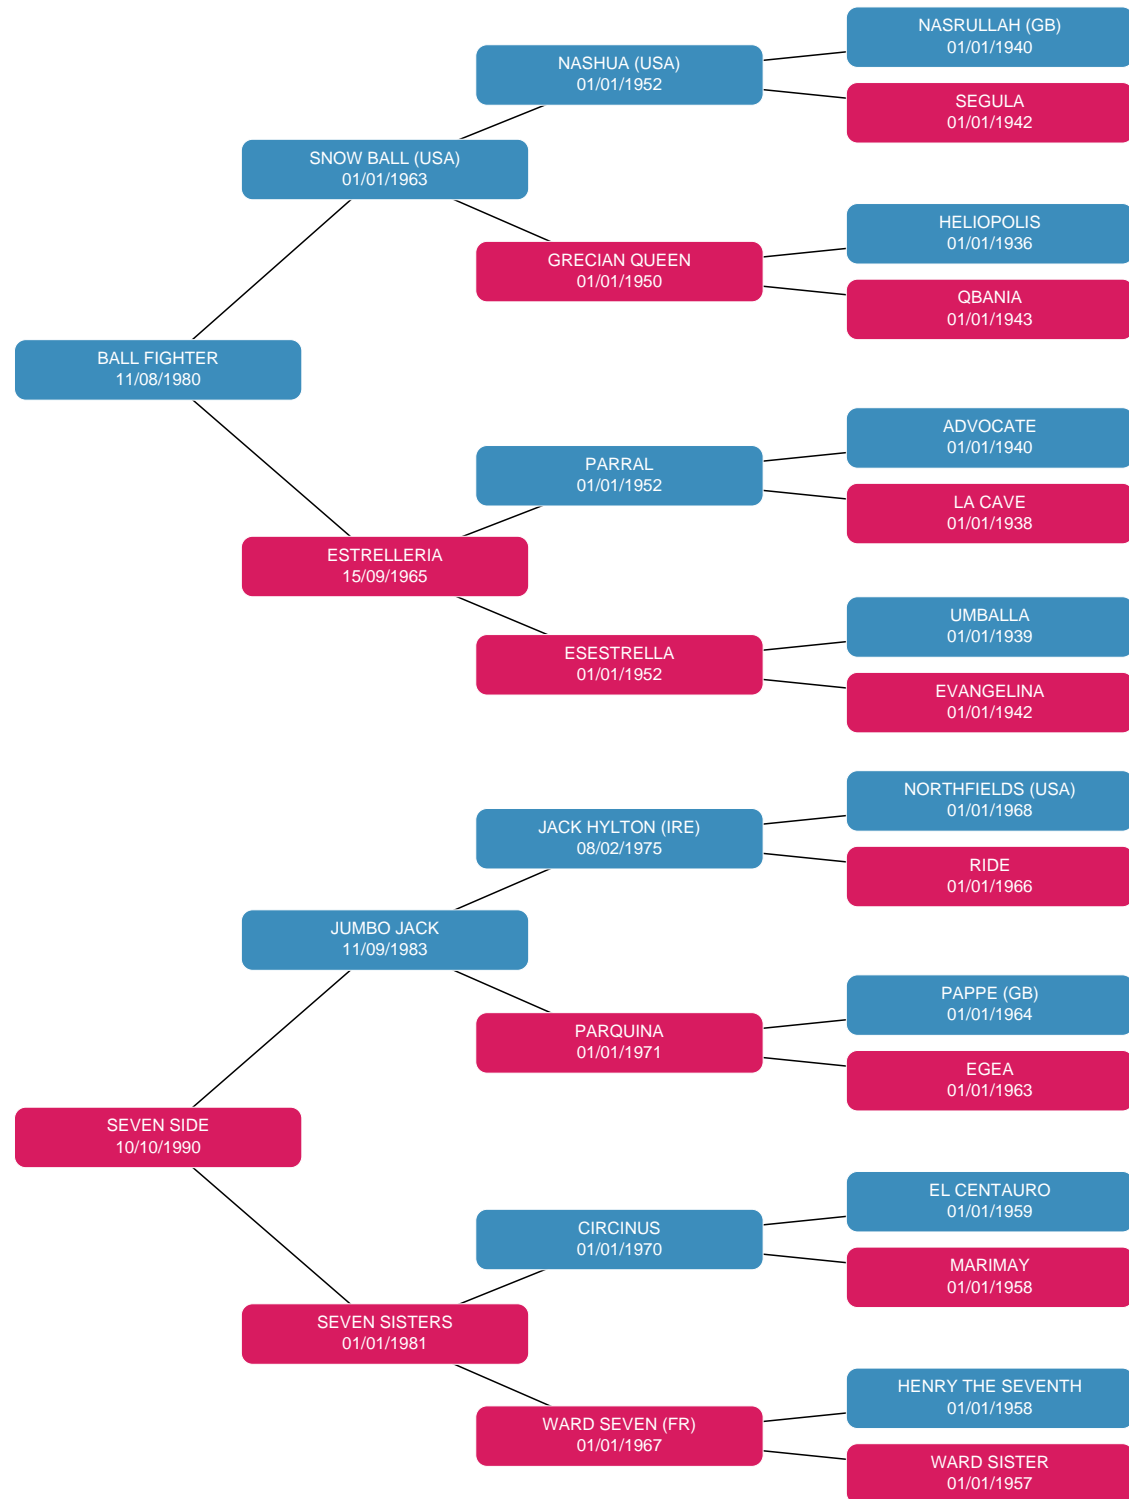 NASRULLAH (GB)
01/01/1940
NASHUA (USA)
01/01/1952
SEGULA
01/01/1942
SNOW BALL (USA)
01/01/1963
HELIOPOLIS
01/01/1936
GRECIAN QUEEN
01/01/1950
QBANIA
01/01/1943
BALL FIGHTER
11/08/1980
ADVOCATE
01/01/1940
PARRAL
01/01/1952
LA CAVE
01/01/1938
ESTRELLERIA
15/09/1965
UMBALLA
01/01/1939
ESESTRELLA
01/01/1952
EVANGELINA
01/01/1942
NORTHFIELDS (USA)
01/01/1968
JACK HYLTON (IRE)
08/02/1975
RIDE
01/01/1966
JUMBO JACK
11/09/1983
PAPPE (GB)
01/01/1964
PARQUINA
01/01/1971
EGEA
01/01/1963
SEVEN SIDE
10/10/1990
EL CENTAURO
01/01/1959
CIRCINUS
01/01/1970
MARIMAY
01/01/1958
SEVEN SISTERS
01/01/1981
HENRY THE SEVENTH
01/01/1958
WARD SEVEN (FR)
01/01/1967
WARD SISTER
01/01/1957